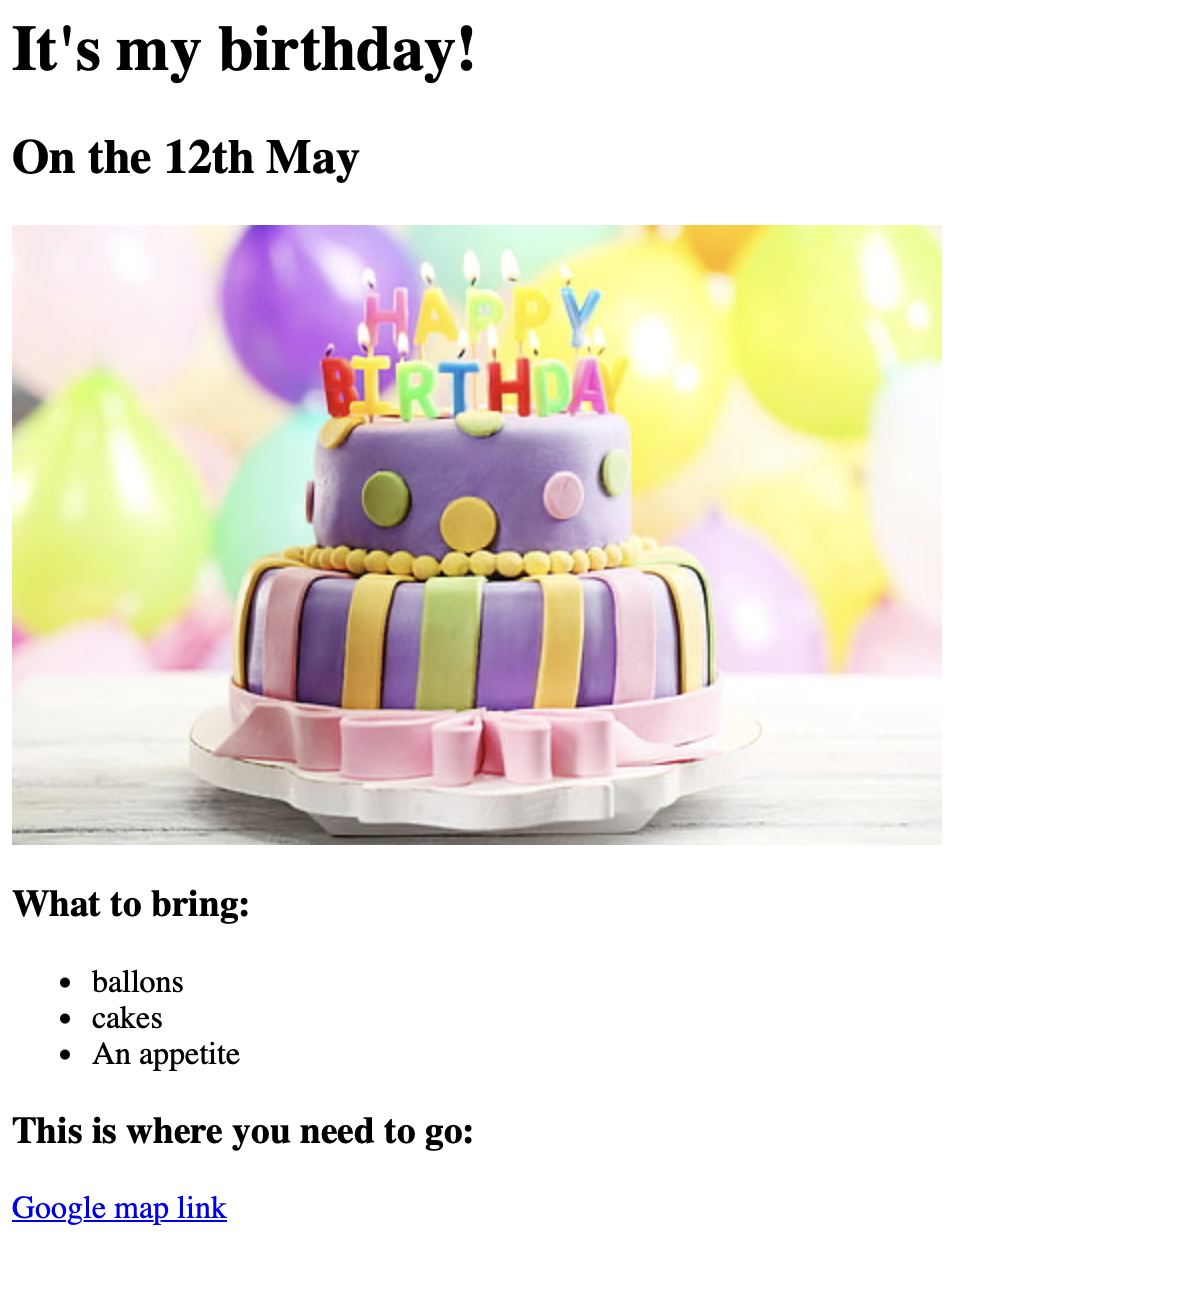 It's my birthday!
On the 12th May
HAPPY
BIRTHDAY
What to bring:
ballons
cakes
An appetite
This is where you need to go:
Google map link